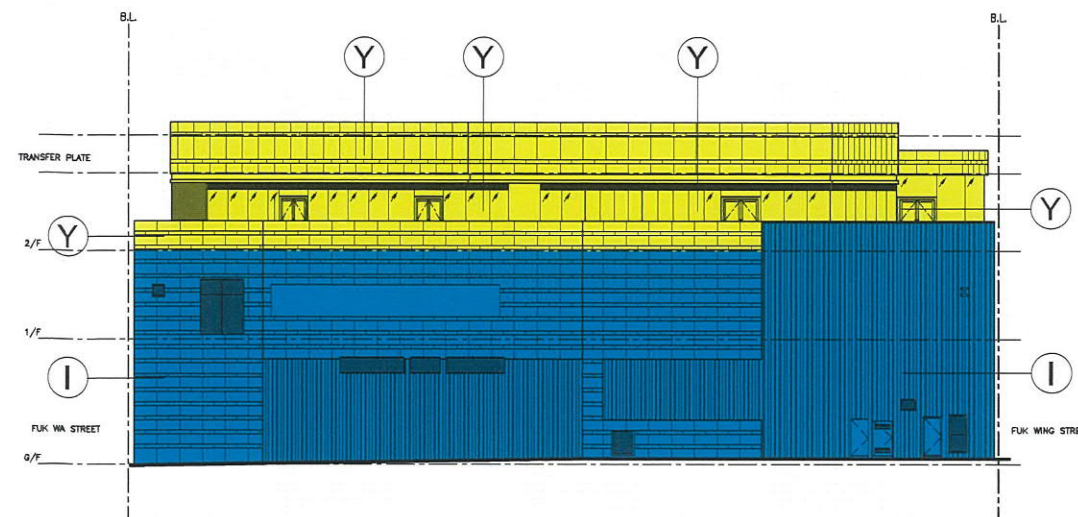 B.L.
B.L.
Y
Y
Y
TRANSFER PLATE
Y
Y
2/F
1/F
I
I
FUK WA STREET
FUK WING STRE
G/F